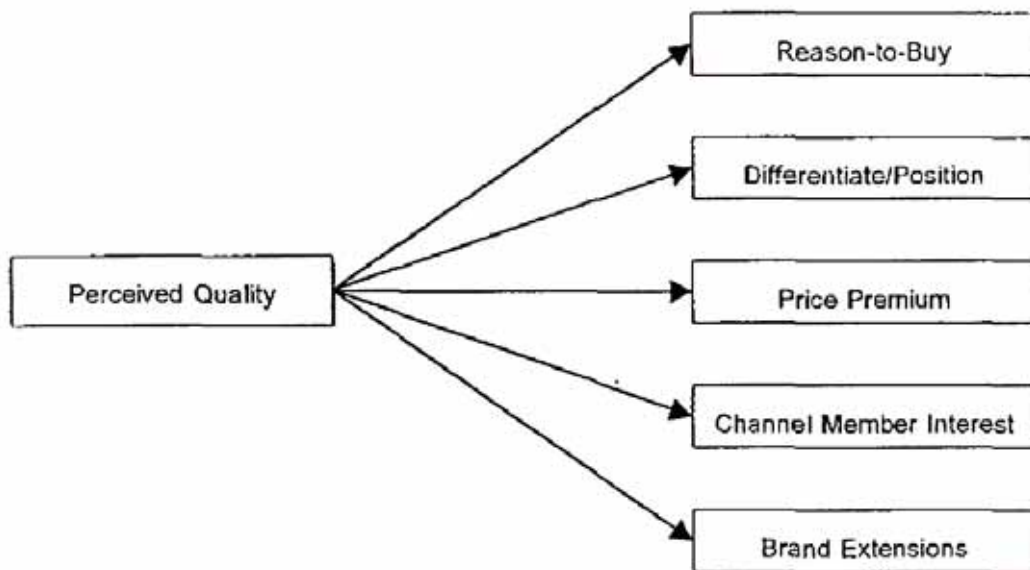 Reason-to-Buy
Differentiate/Position
Perceived Quality
Price Premium
Channel Member Interest
Brand Extensions